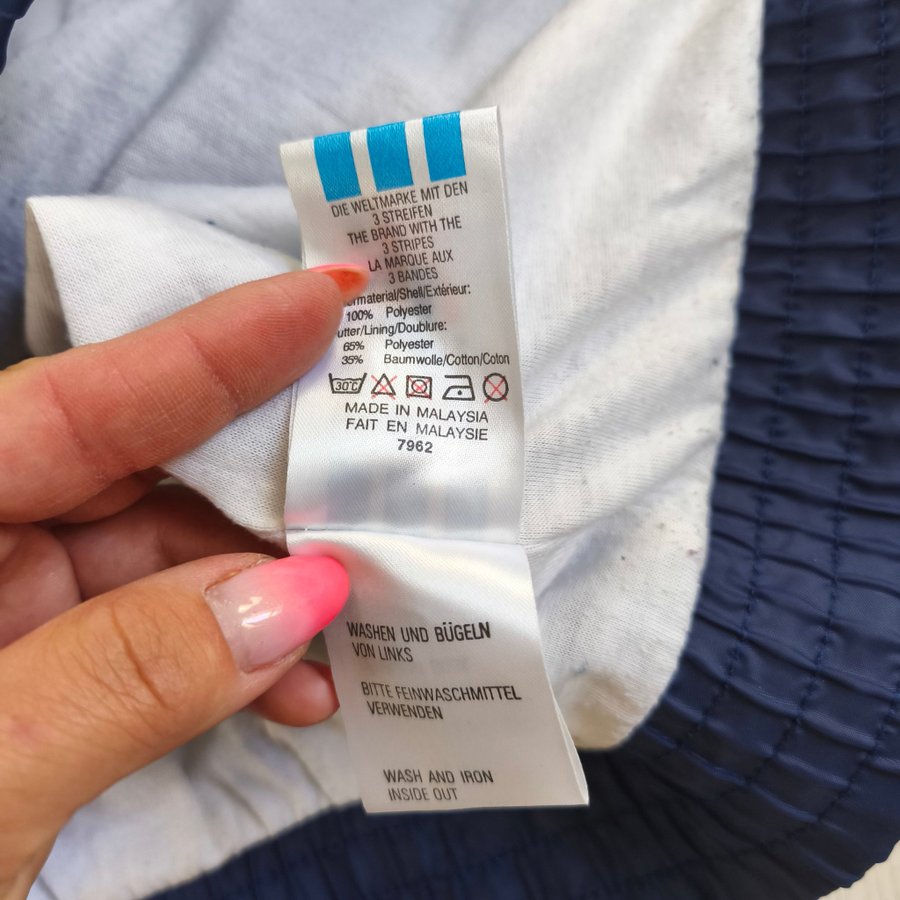 DIE WELTMARKE MIT DEN
3 STREIFEN
THE BRAND WITH THE
3 STRIPES
LA MARQUE AUX
3 BANDES
ermaterial/Shell/Extérieur:
100% Polyester
utter/Lining/Doublure:
65% Polyester
35% Baumwolle/Cotton/Coton
30°C
MADE IN MALAYSIA
FAIT EN MALAYSIE
7962
WASHEN UND BÜGELN
VON LINKS
BITTE FEINWASCHMITTEL
VERWENDEN
WASH AND IRON
INSIDE OUT